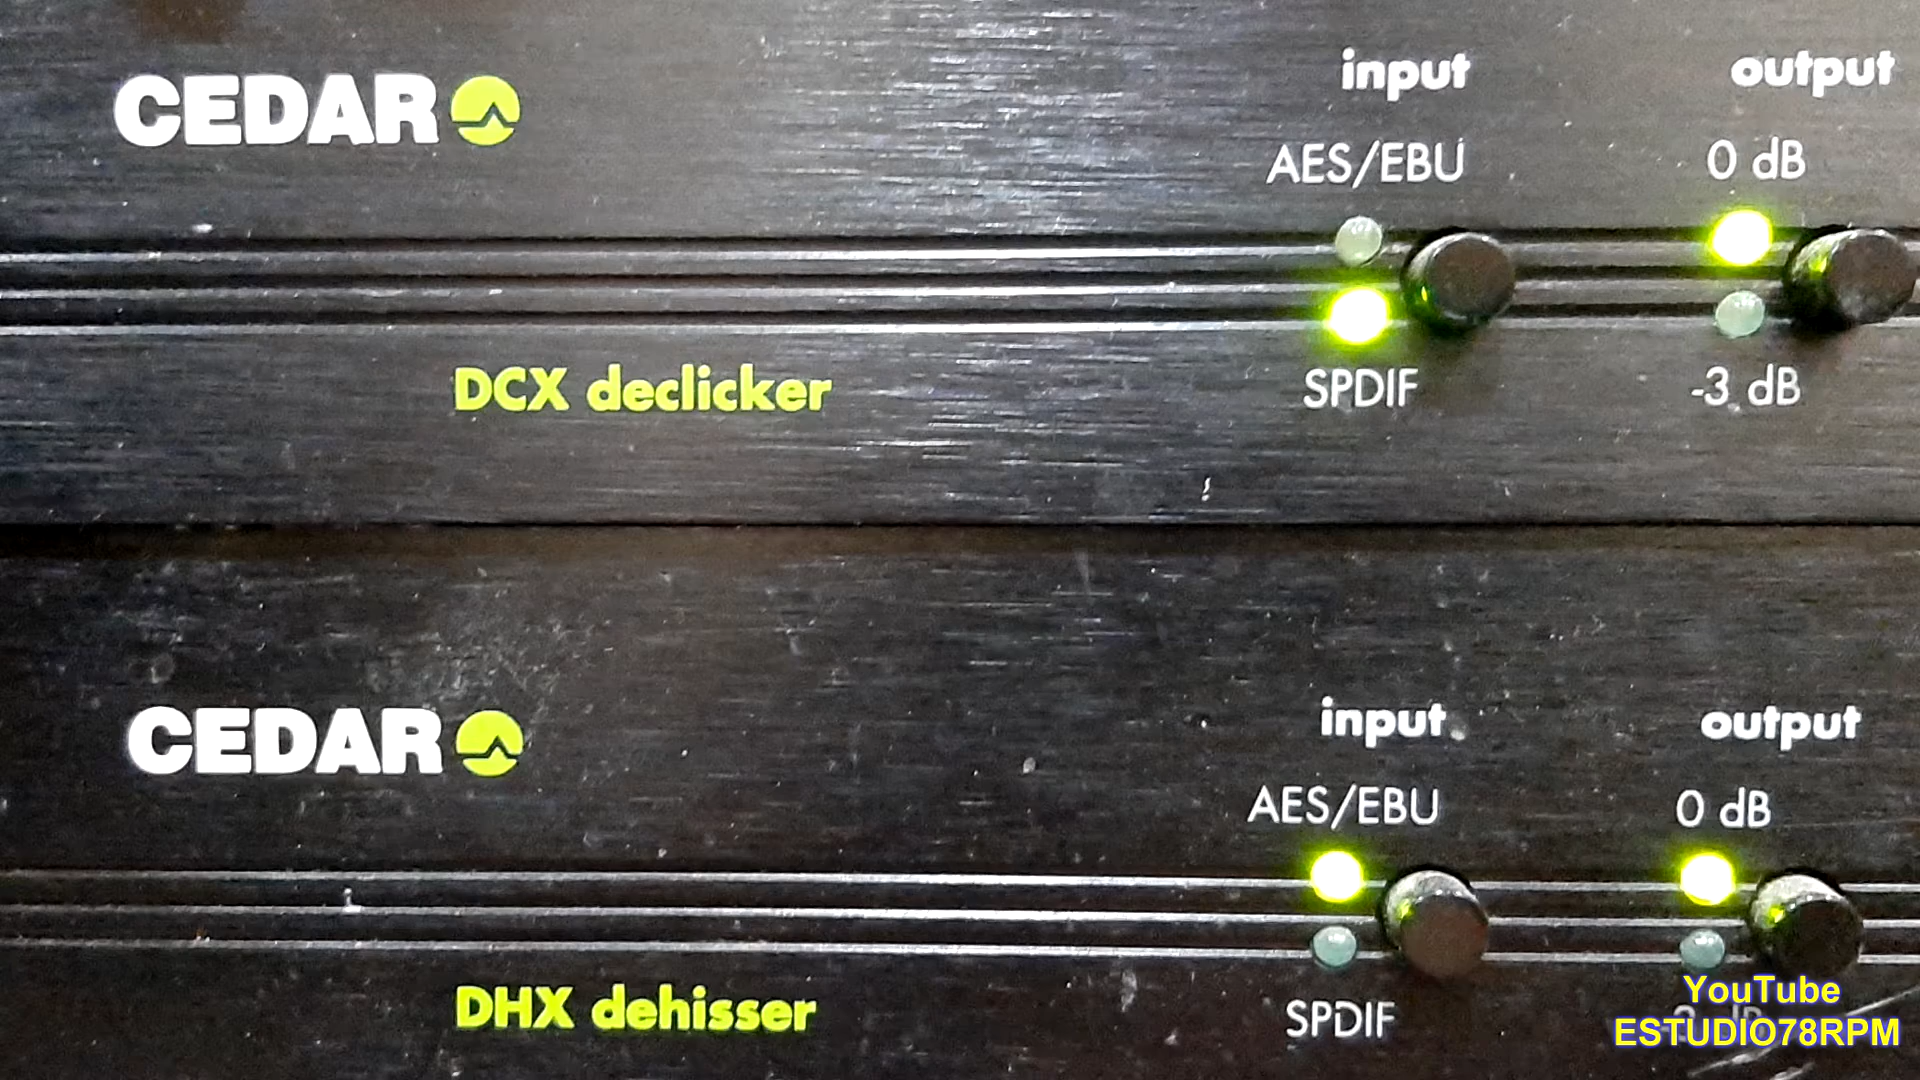 CEDAR
input
output
AES/EBU
0 dB
DCX declicker
SPDIF
-3 dB
CEDAR
input
output
AES/EBU
0 dB
DHX dehisser
SPDIF
YouTube
ESTUDIO78RPM